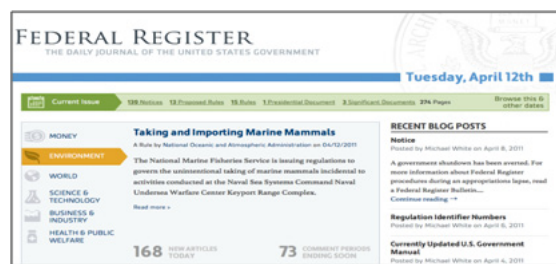 FEDERAL REGISTER
THE DAILY JOURNAL OF THE UNITED STATES GOVERNMENT
Tuesday, April 12th
Current Issue
126 Notices 12 Proposed Rules 15 Rules 1 Presidential Document 3 Significant Documents 274 Pages
Browse this &
other dates
MONEY
ENVIRONMENT
WORLD
SCIENCE &
TECHNOLOGY
BUSINESS &
INDUSTRY
HEALTH & PUBLIC
WELFARE
Taking and Importing Marine Mammals
A Rule by National Oceanic and Atmospheric Administration on 04/12/2011
The National Marine Fisheries Service is issuing regulations to
govern the unintentional taking of marine mammals incidental to
activities conducted at the Naval Sea Systems Command Naval
Undersea Warfare Center Keyport Range Complex.
Read more »
168 NEW ARTICLES
TODAY
73 COMMENT PERIODS
ENDING SOON
RECENT BLOG POSTS
Notice
Posted by Michael White on April 8, 2011
A government shutdown has been averted. For
more information about Federal Register
procedures during an appropriations lapse, read
a Federal Register Bulletin....
Continue reading →
Regulation Identifier Numbers
Posted by Michael White on April 6, 2011
Currently Updated U.S. Government
Manual
Posted by Michael White on April 4, 2011